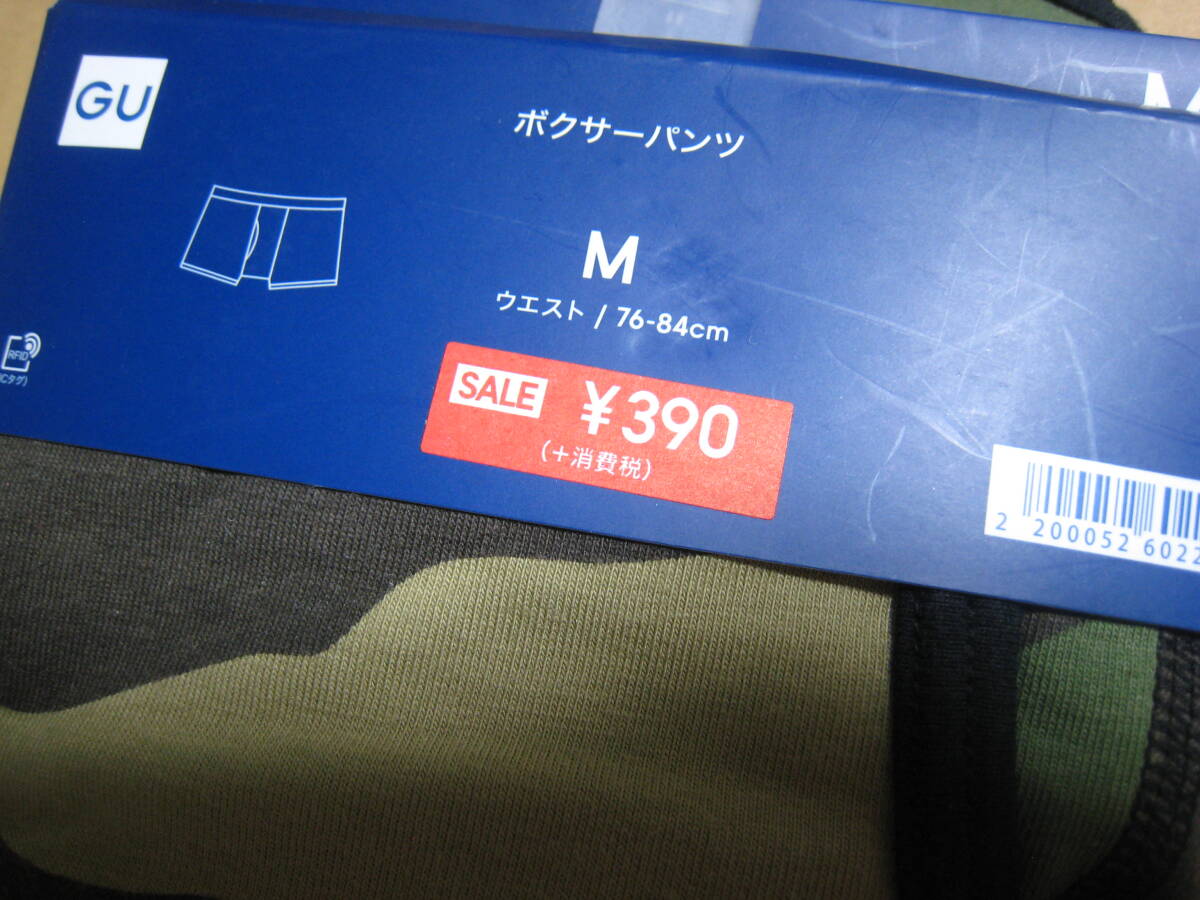 GU
ボクサーパンツ
M
M
ウエスト / 76-84cm
RFID
SALE ¥390
(+消費税)
2 200052 6022